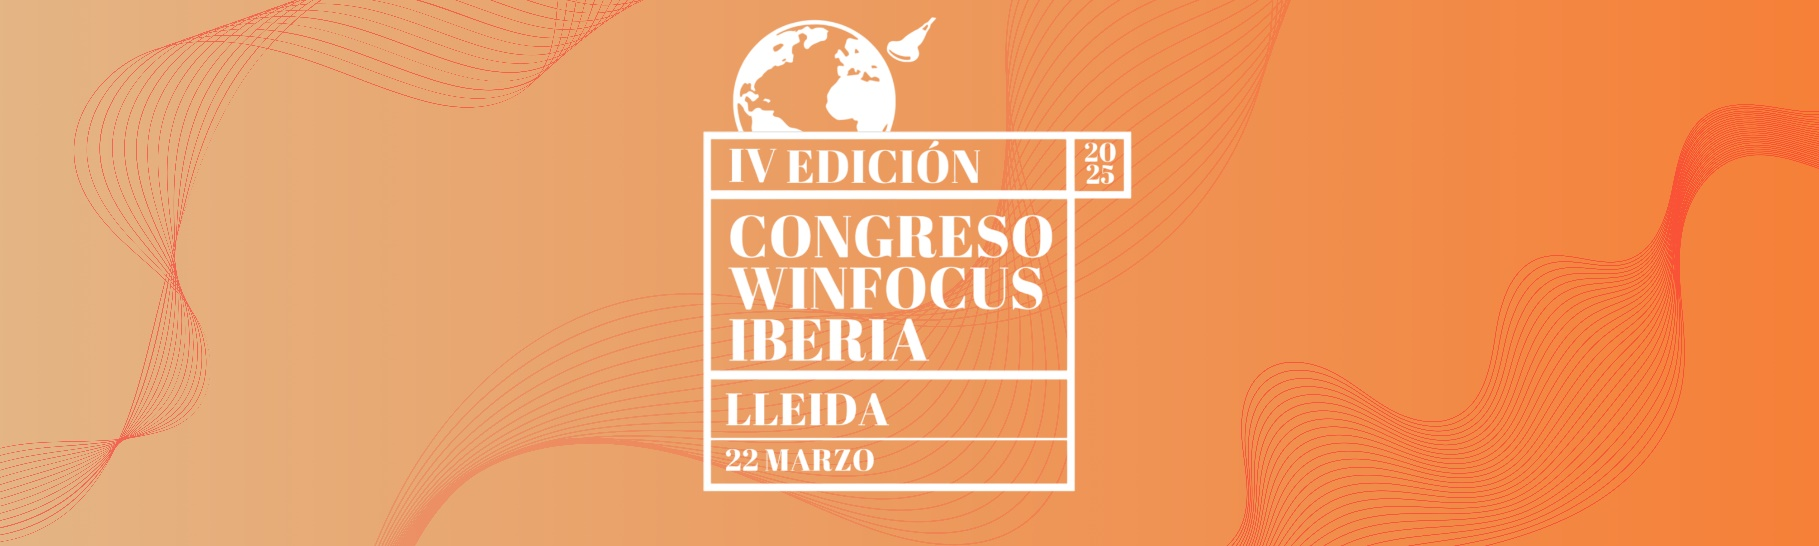 IV EDICIÓN
20
25
CONGRESO
WINFOCUS
IBERIA
LLEIDA
22 MARZO